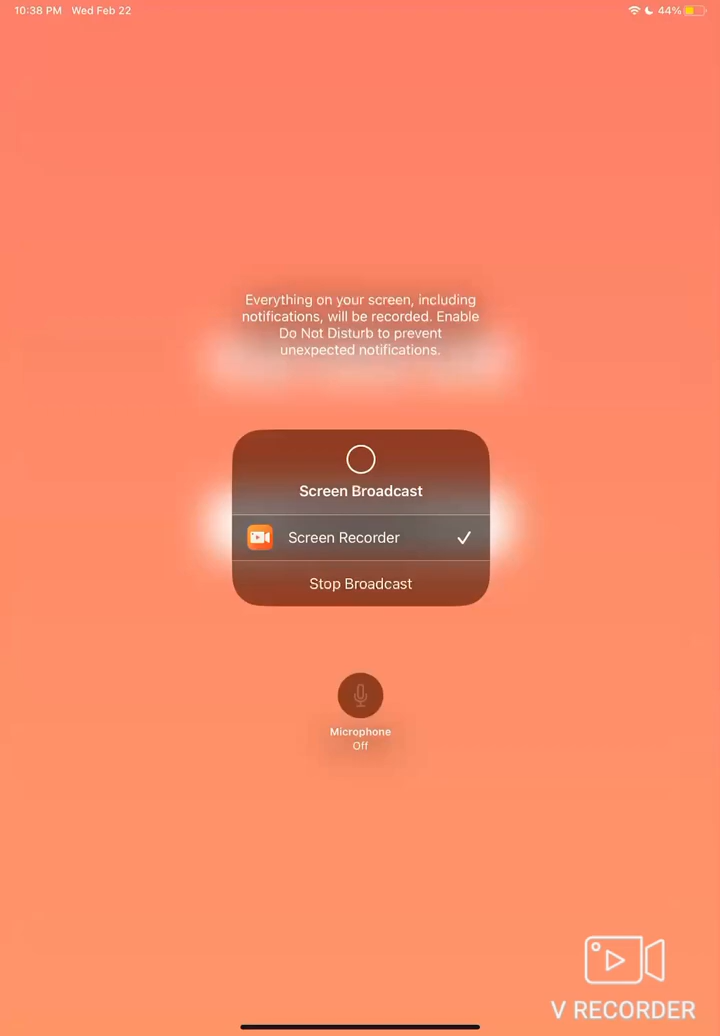 10:38 PM Wed Feb 22
44%
Everything on your screen, including
notifications, will be recorded. Enable
Do Not Disturb to prevent
unexpected notifications.
Screen Broadcast
Screen Recorder
Stop Broadcast
Microphone
Off
V RECORDER